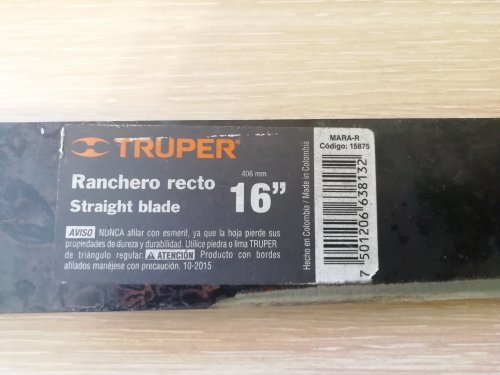 TRUPER®
Ranchero recto
Straight blade
406 mm
16”
AVISO NUNCA afilar con esmeril, ya que la hoja pierde sus
propiedades de dureza y durabilidad. Utilice piedra o lima TRUPER
de triángulo regular. ATENCIÓN Producto con bordes
afilados manéjese con precaución. 10-2015
Hecho en Colombia / Made in Colombia
MARA-R
Código: 15875
7 501206 638132